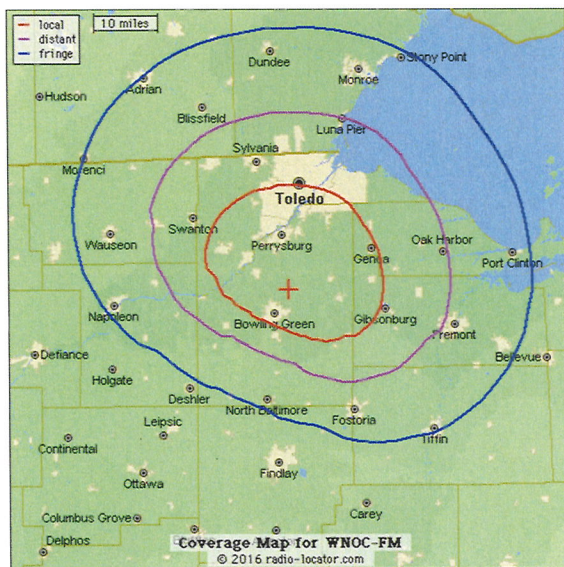 local
distant
fringe
10 miles
Dundee
Stony Point
Monroe
Adrian
Hudson
Blissfield
Luna Pier
Sylvania
Morenci
Toledo
Swanton
Wauseon
Perrysburg
Genoa
Oak Harbor
Port Clinton
Napoleon
Bowling Green
Gibsonburg
Fremont
Defiance
Bellevue
Holgate
Deshler
North Baltimore
Fostoria
Tiffin
Leipsic
Continental
Findlay
Ottawa
Carey
Columbus Grove
Delphos
Coverage Map for WNOC-FM
© 2016 radio-locator.com